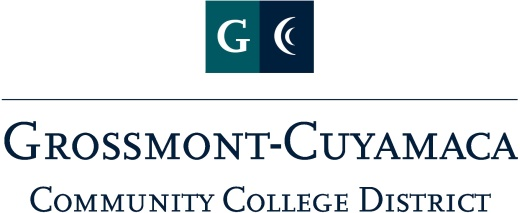 G C
GROSSMONT-CUYAMACA
COMMUNITY COLLEGE DISTRICT